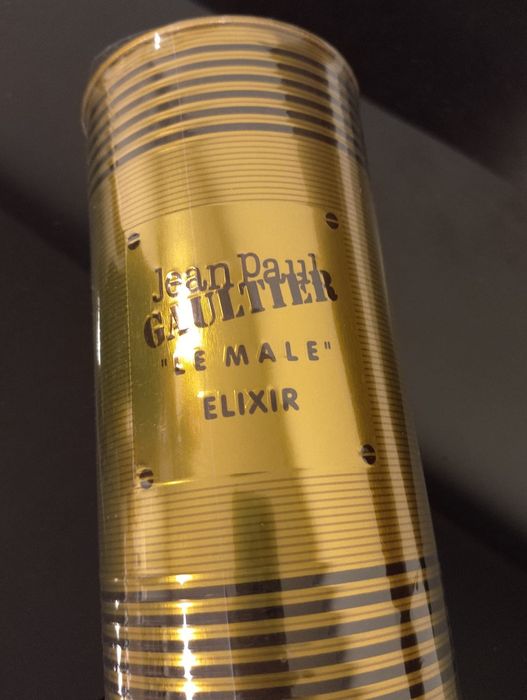 Jean Paul
GAULTIER
"LE MALE"
ELIXIR